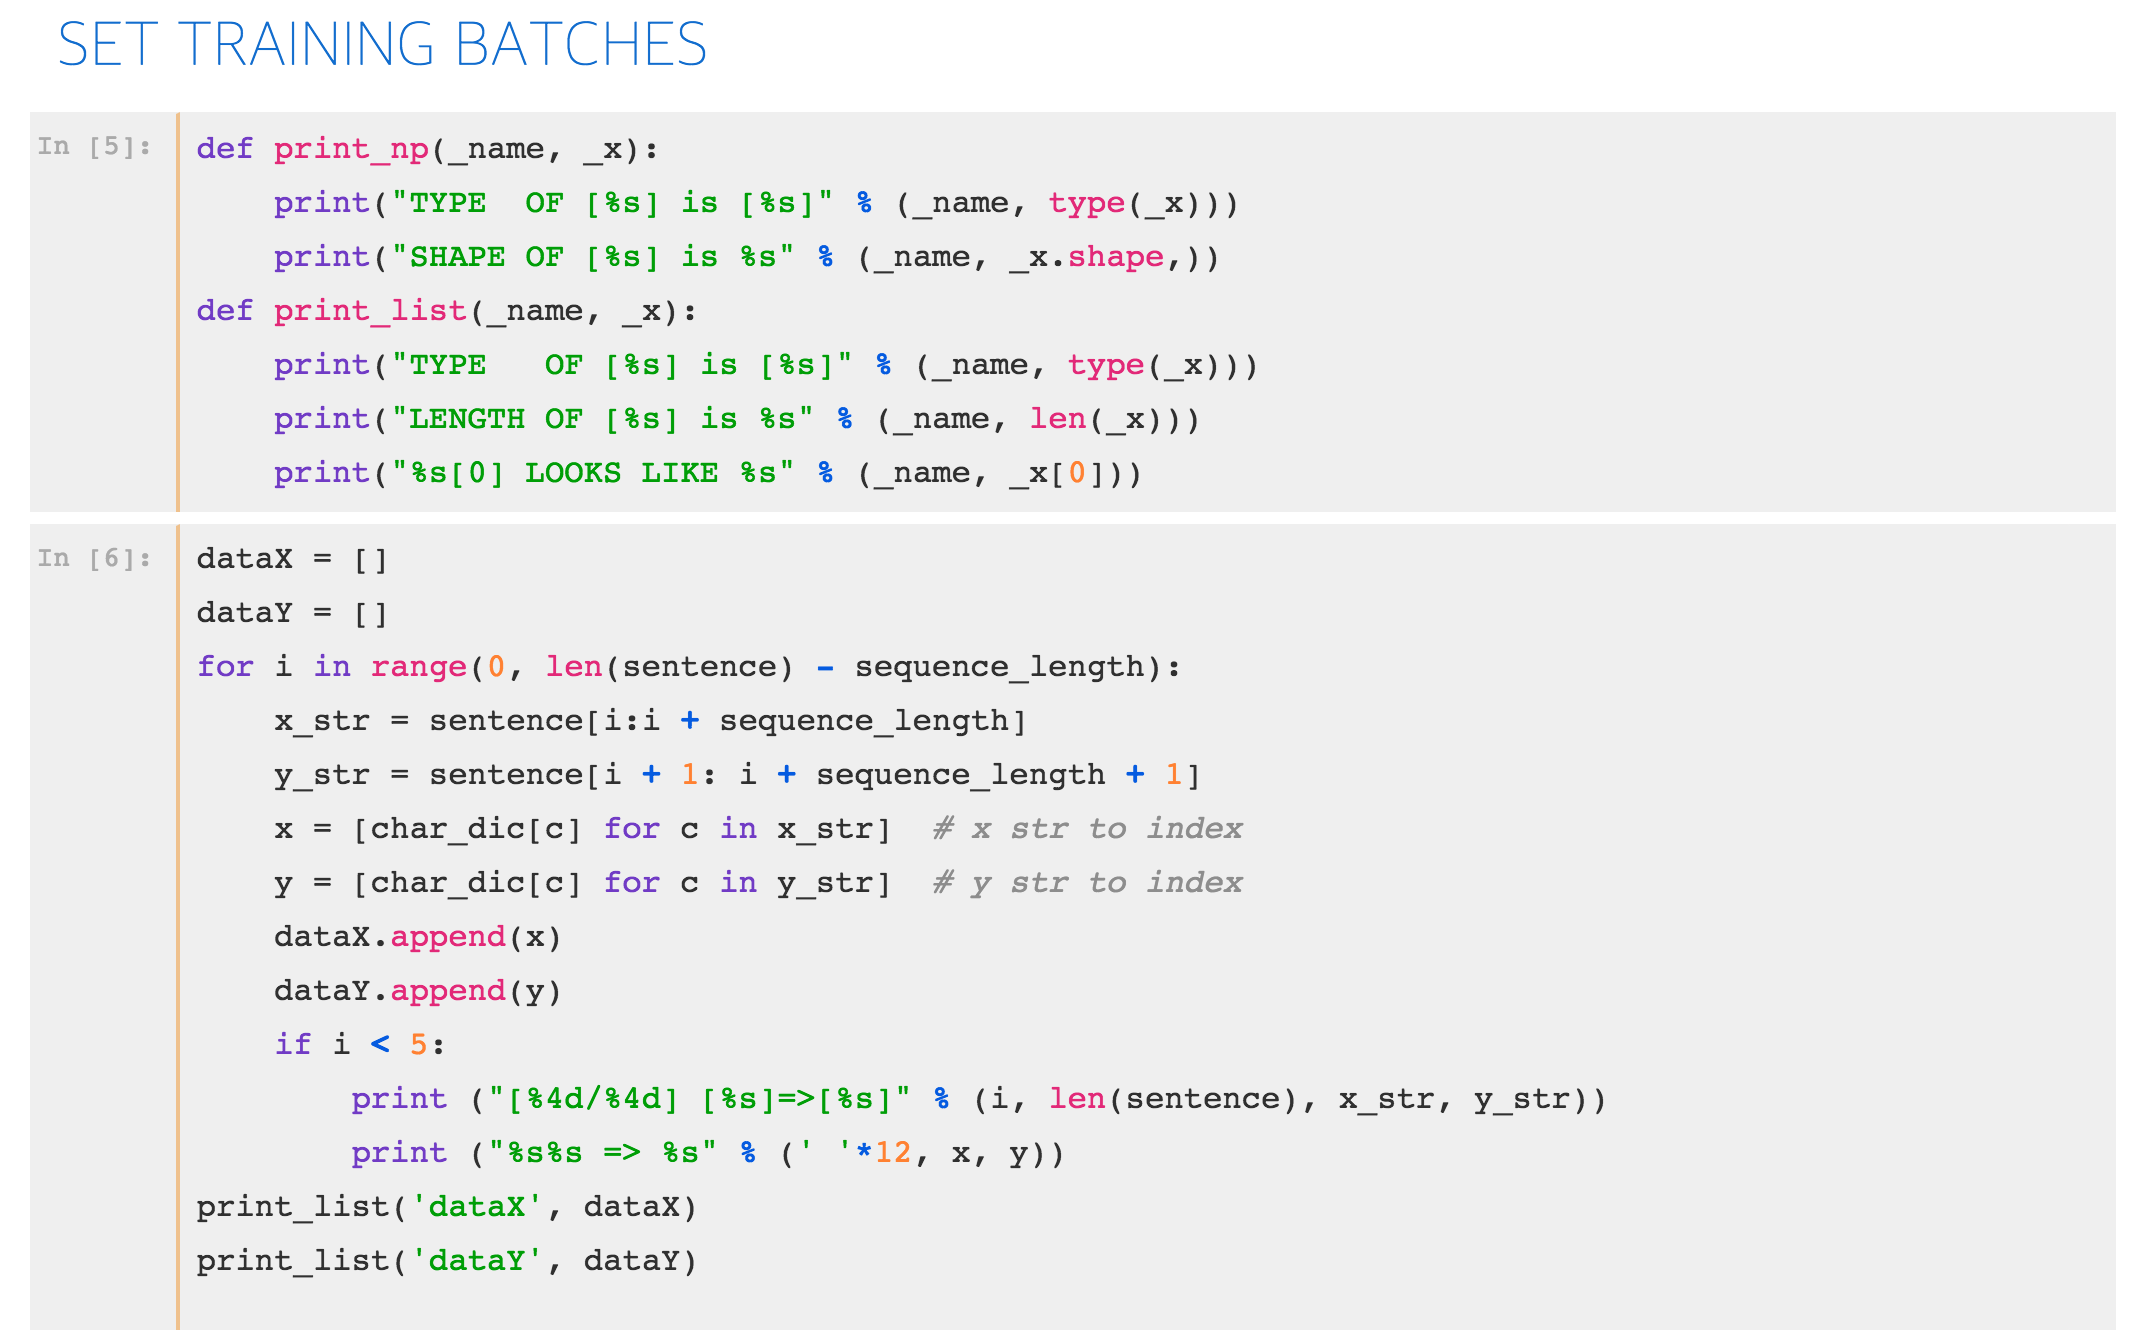 SET TRAINING BATCHES
In [5]:
def print_np(_name, _x):
    print("TYPE  OF [%s] is [%s]" % (_name, type(_x)))
    print("SHAPE OF [%s] is %s" % (_name, _x.shape,))
def print_list(_name, _x):
    print("TYPE   OF [%s] is [%s]" % (_name, type(_x)))
    print("LENGTH OF [%s] is %s" % (_name, len(_x)))
    print("%s[0] LOOKS LIKE %s" % (_name, _x[0]))
In [6]:
dataX = []
dataY = []
for i in range(0, len(sentence) - sequence_length):
    x_str = sentence[i:i + sequence_length]
    y_str = sentence[i + 1: i + sequence_length + 1]
    x = [char_dic[c] for c in x_str]  # x str to index
    y = [char_dic[c] for c in y_str]  # y str to index
    dataX.append(x)
    dataY.append(y)
    if i < 5:
        print ("[%4d/%4d] [%s]=>[%s]" % (i, len(sentence), x_str, y_str))
        print ("%s%s => %s" % (' '*12, x, y))
print_list('dataX', dataX)
print_list('dataY', dataY)